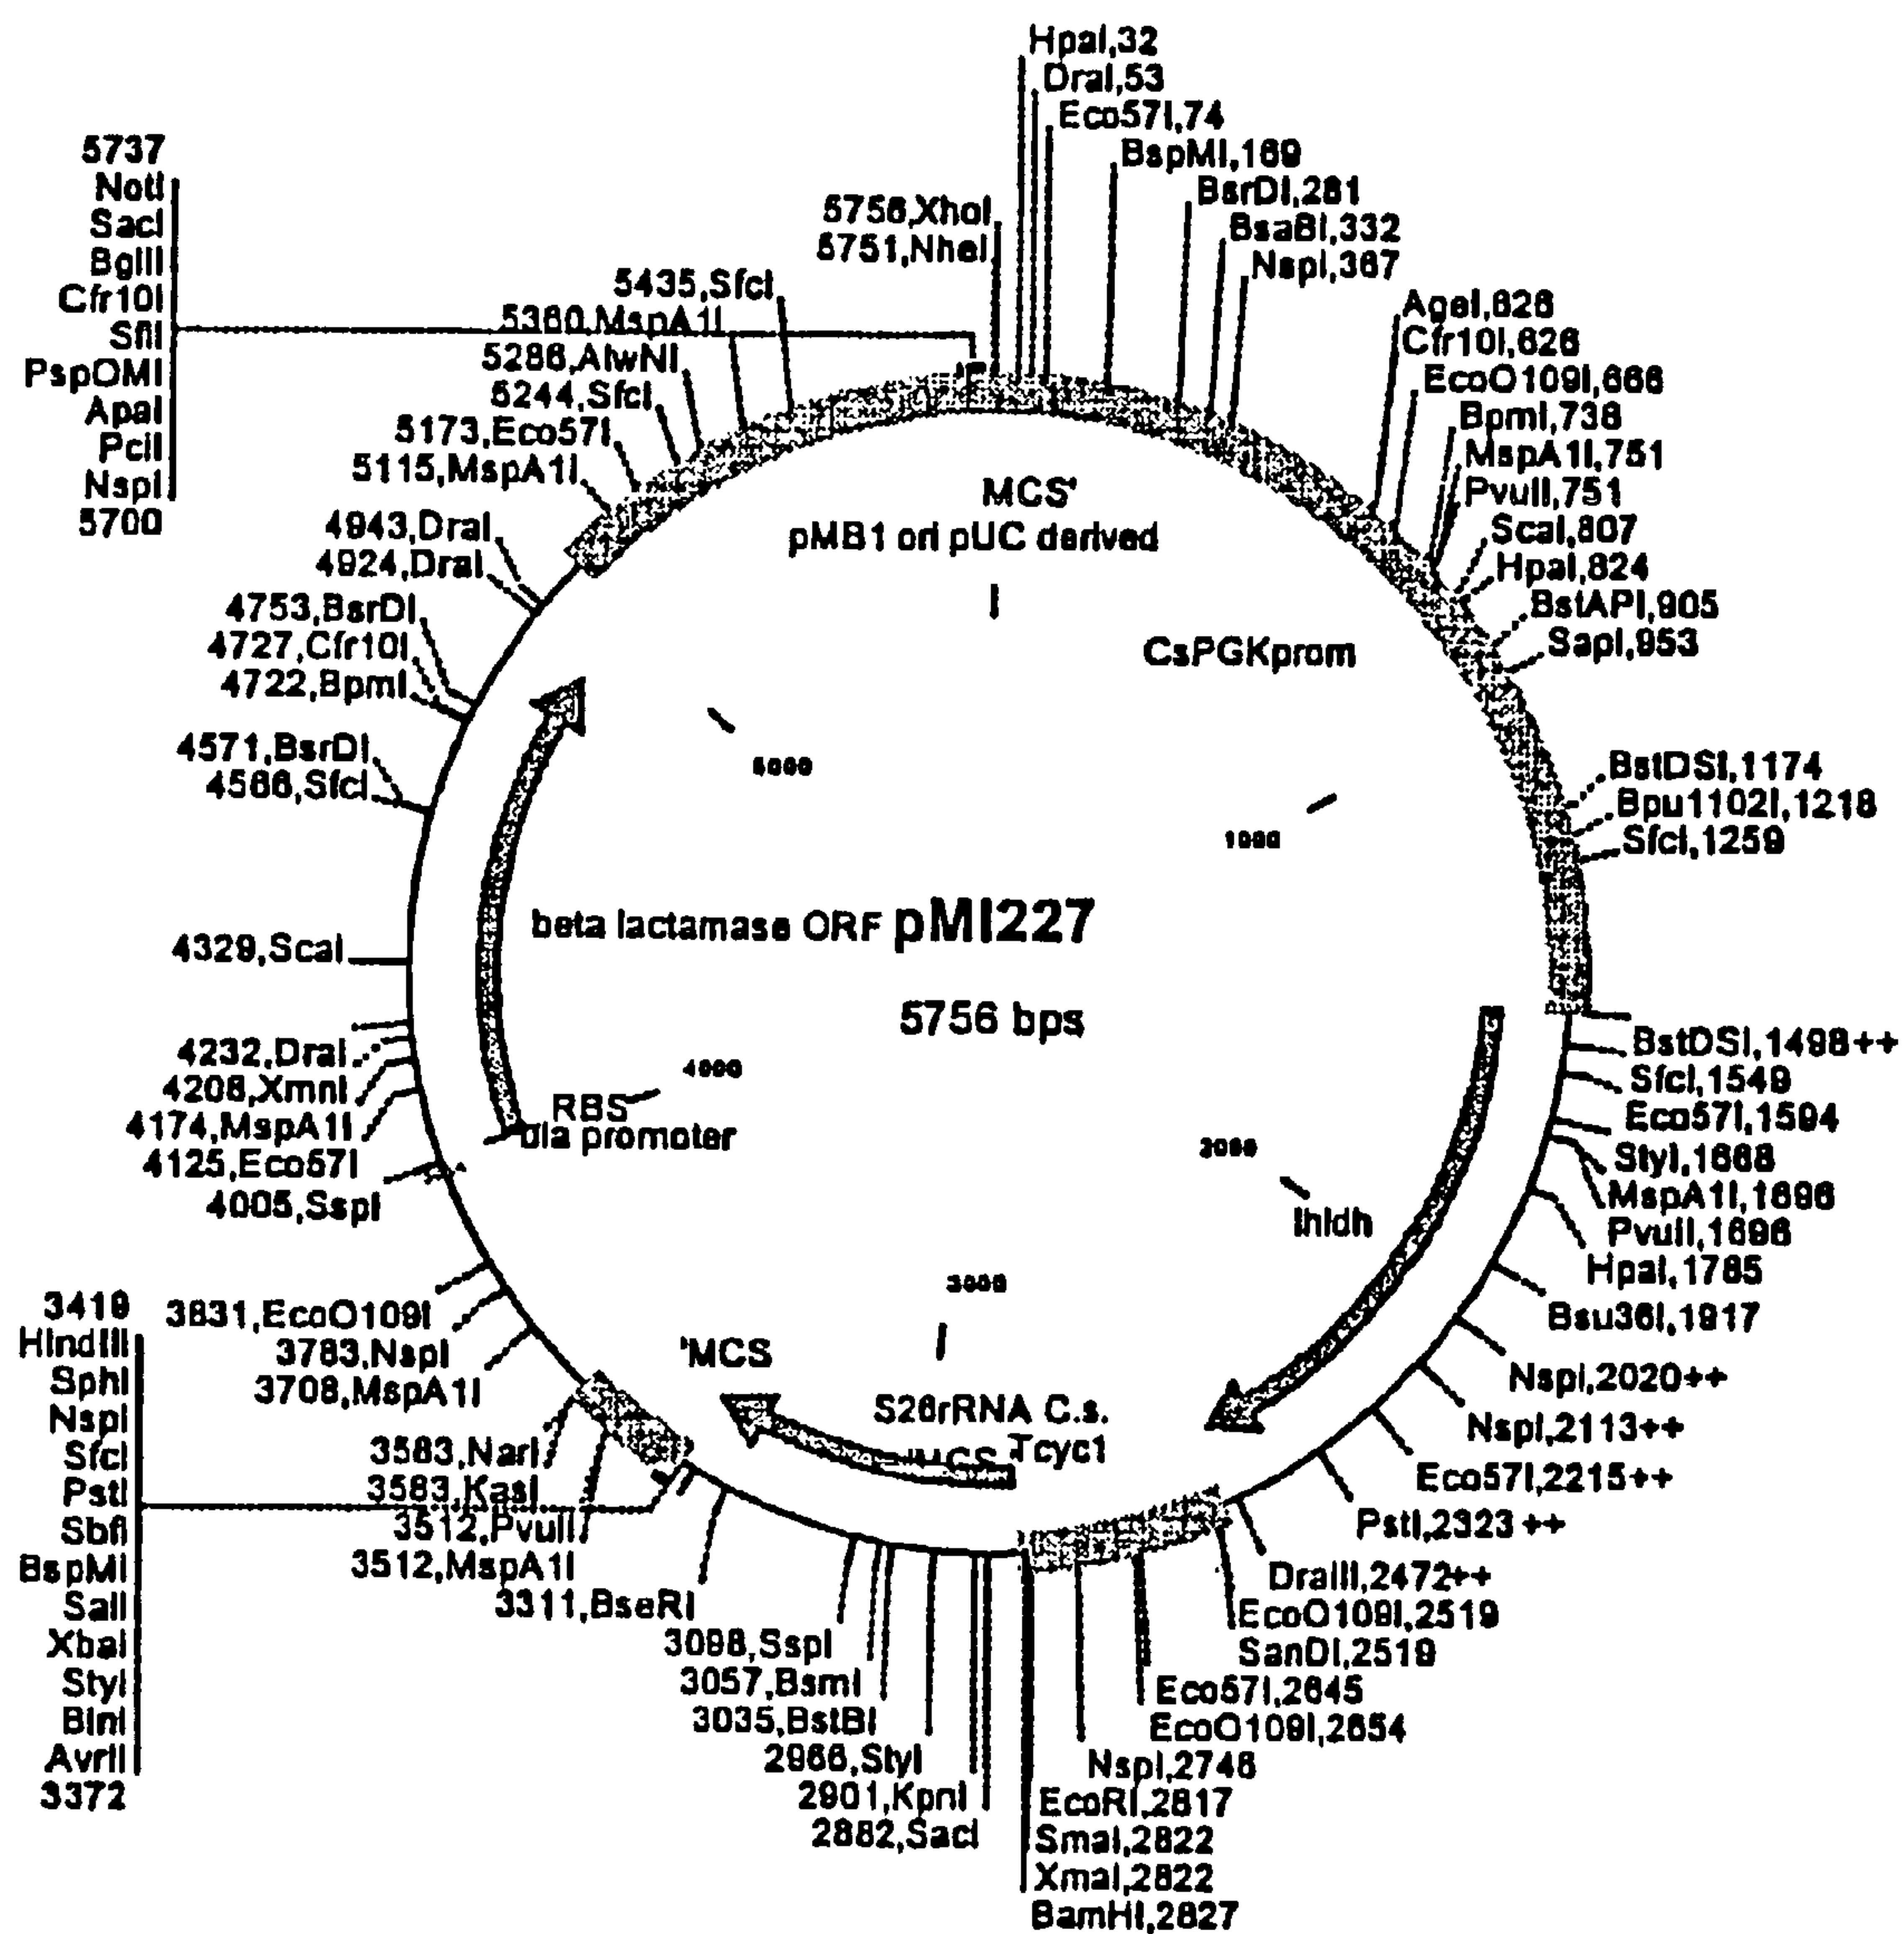 HpaI,32
DraI,53
Eco57I,74
BspMI,169
BsrDI,281
BsaBI,332
NspI,367
AgeI,626
Cfr10I,626
EcoO109I,666
BpmI,738
MspA1I,751
PvuII,751
ScaI,807
HpaI,824
BstAPI,905
SapI,953
BstDSI,1174
Bpu1102I,1218
SfcI,1259
BstDSI,1498++
SfcI,1549
Eco57I,1594
StyI,1668
MspA1I,1696
PvuII,1696
HpaI,1785
Bsu36I,1917
NspI,2020++
NspI,2113++
Eco57I,2215++
PstI,2323 ++
DraIII,2472++
EcoO109I,2519
SanDI,2519
Eco57I,2645
EcoO109I,2654
NspI,2746
EcoRI,2817
SmaI,2822
XmaI,2822
BamHI,2827
2882,SacI
2901,KpnI
2966,StyI
3035,BstBI
3057,BsmI
3098,SspI
3311,BseRI
3512,MspA1I
3512,PvuII
3583,KasI
3583,NarI
3419
HindIII
SphI
NspI
SfcI
PstI
SbfI
BspMI
SalI
XbaI
StyI
BlnI
AvrII
3372
3708,MspA1I
3783,NspI
3831,EcoO109I
4005,SspI
4125,Eco57I
4174,MspA1I
4208,XmnI
4232,DraI
4329,ScaI
4566,SfcI
4571,BsrDI
4722,BpmI
4727,Cfr10I
4753,BsrDI
4924,DraI
4943,DraI
5115,MspA1I
5173,Eco57I
5244,SfcI
5286,AlwNI
5360,MspA1I
5435,SfcI
5737
NotI
SacI
BglII
Cfr10I
SfiI
PspOMI
ApaI
PciI
NspI
5700
5751,NheI
5756,XhoI
MCS'
pMB1 ori pUC derived
CsPGKprom
5000
1000
beta lactamase ORF
pMI227
5756 bps
4000
RBS
bla promoter
2000
lhldh
3000
'MCS
S26rRNA C.s.
Tcyc1
'MCS'